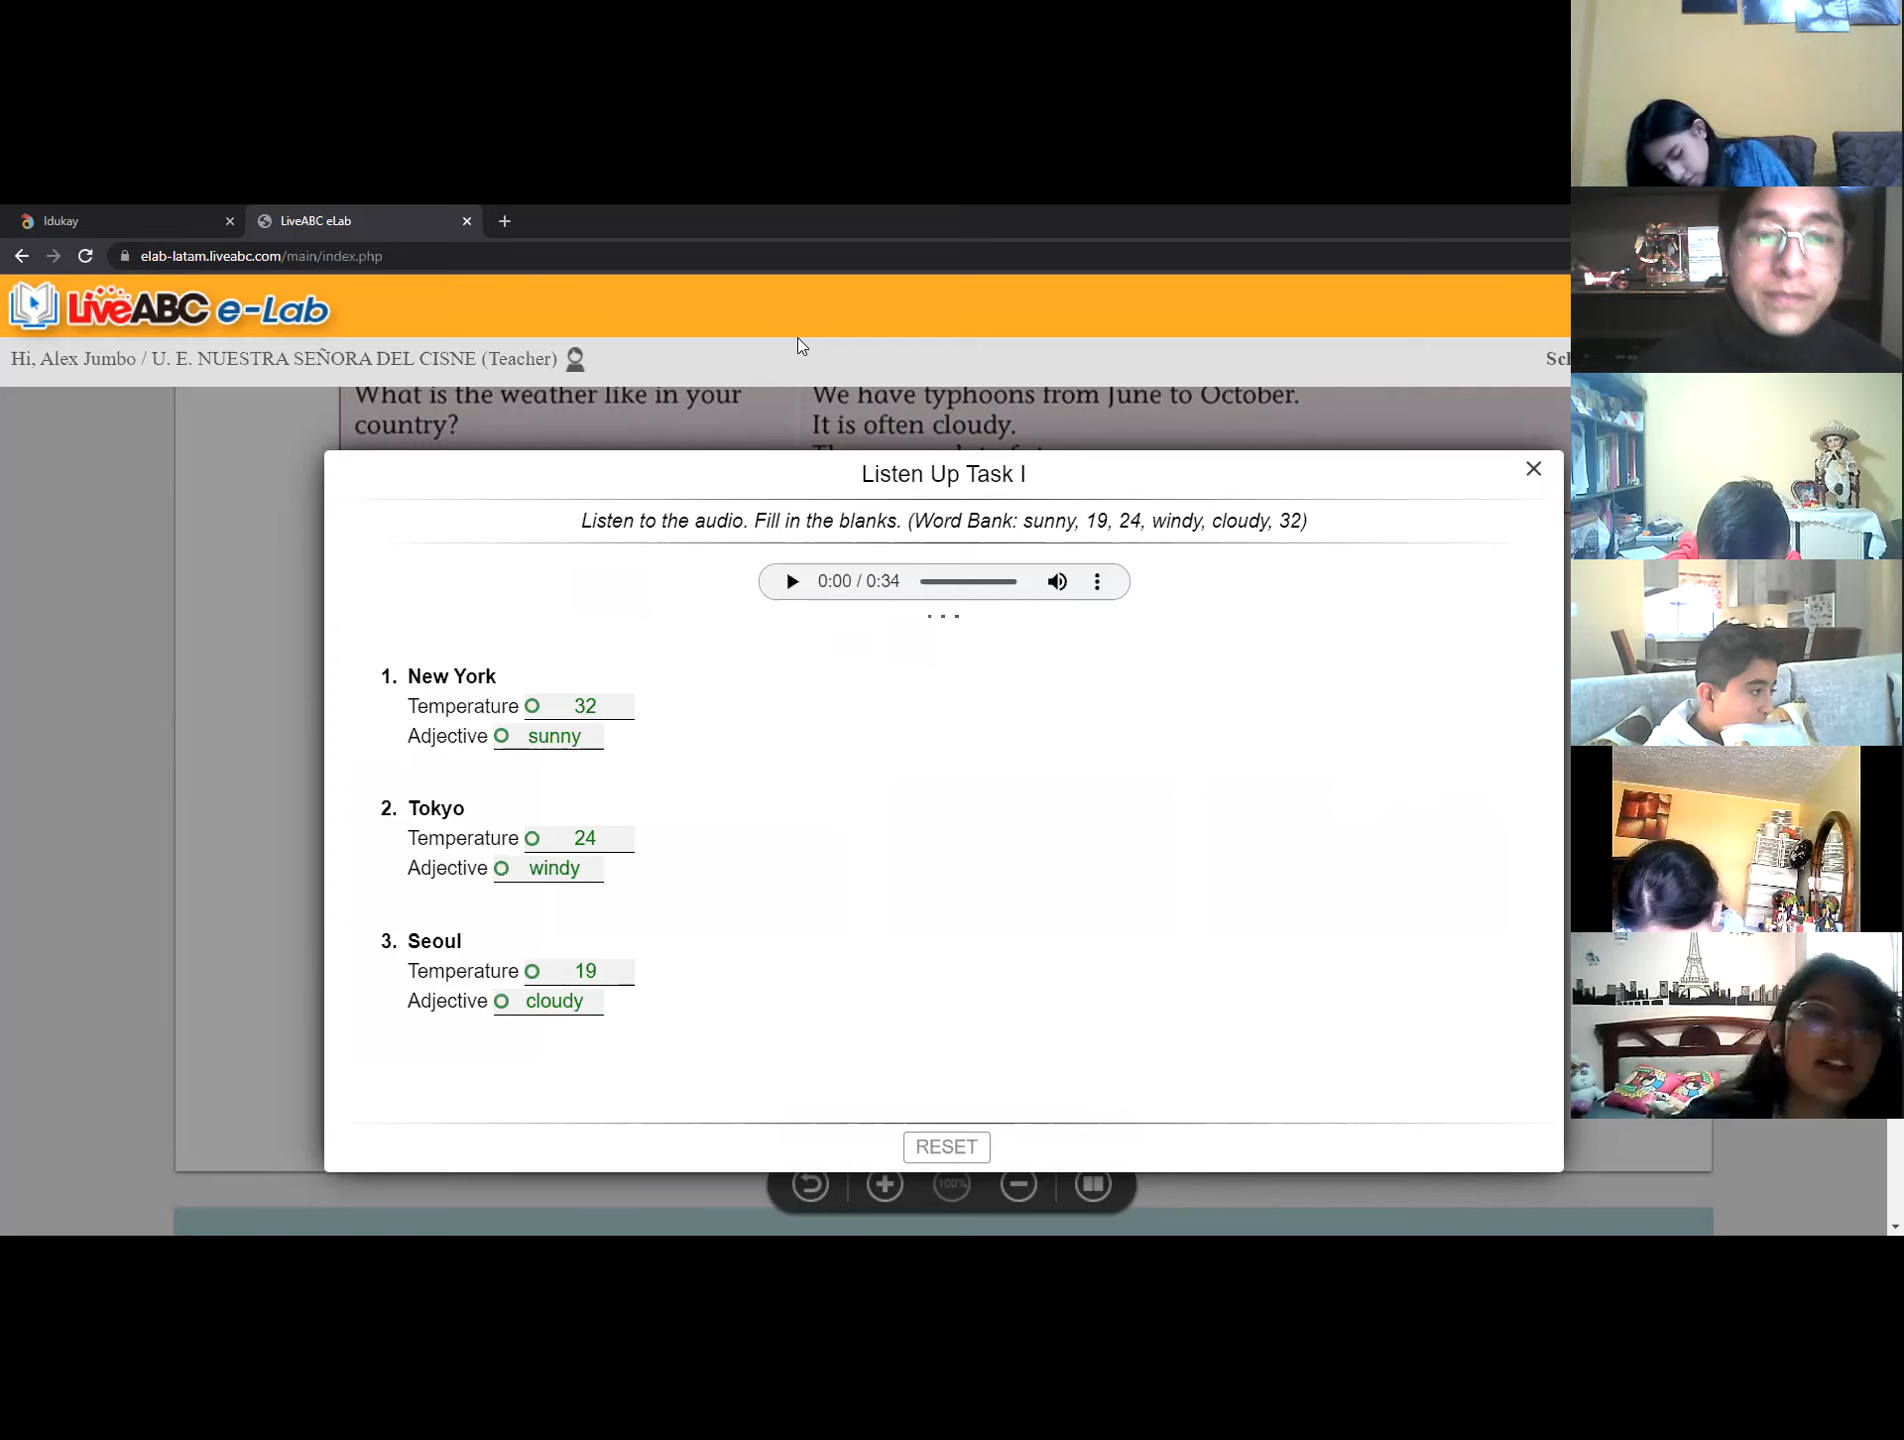 Idukay
LiveABC eLab
elab-latam.liveabc.com/main/index.php
LiveABC e-Lab
Hi, Alex Jumbo / U. E. NUESTRA SEÑORA DEL CISNE (Teacher)
What is the weather like in your
country?
We have typhoons from June to October.
It is often cloudy.
Listen Up Task I
Listen to the audio. Fill in the blanks. (Word Bank: sunny, 19, 24, windy, cloudy, 32)
0:00 / 0:34
1. New York
Temperature 32
Adjective sunny
2. Tokyo
Temperature 24
Adjective windy
3. Seoul
Temperature 19
Adjective cloudy
RESET
100%